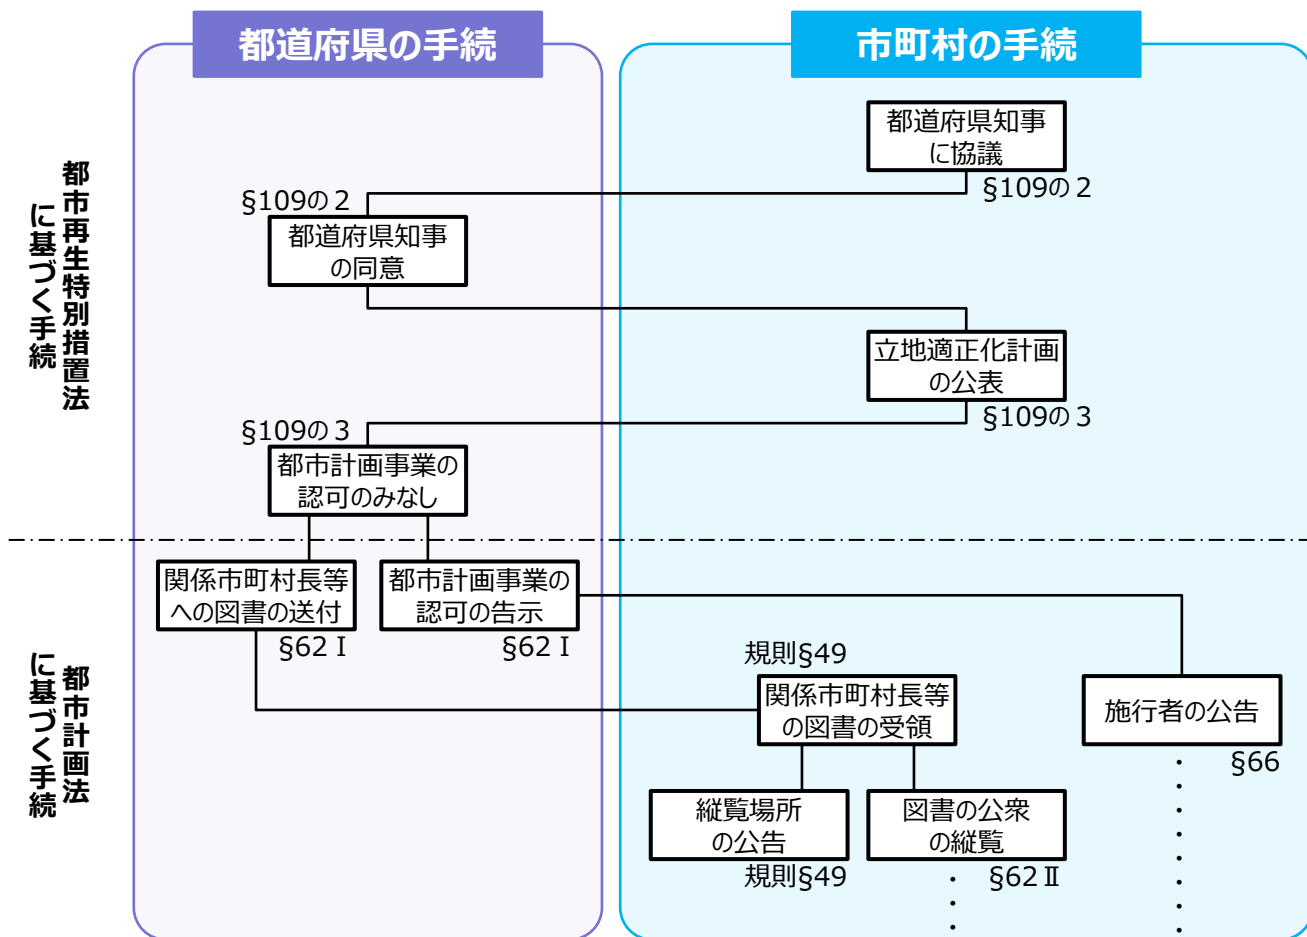 都道府県の手続
市町村の手続
都市再生特別措置法
に基づく手続
都道府県知事
に協議
§109の２
§109の２
都道府県知事
の同意
立地適正化計画
の公表
§109の３
§109の３
都市計画事業の
認可のみなし
都市計画法
に基づく手続
関係市町村長等
への図書の送付
§62Ⅰ
都市計画事業の
認可の告示
§62Ⅰ
規則§49
関係市町村長等
の図書の受領
施行者の公告
§66
縦覧場所
の公告
規則§49
図書の公衆
の縦覧
§62Ⅱ